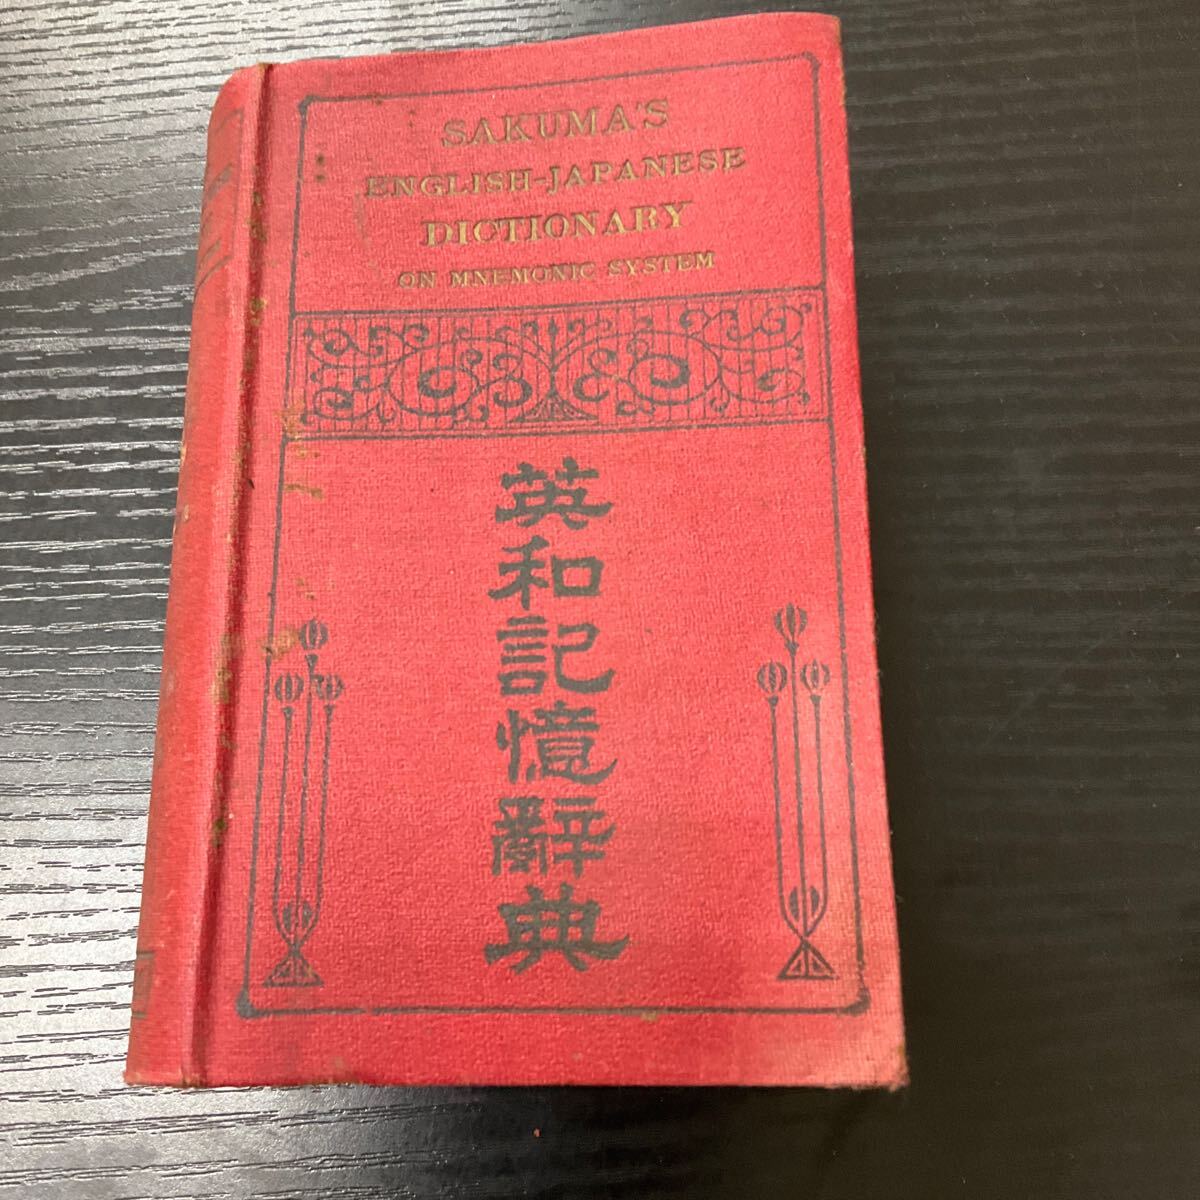 SAKUMA'S
ENGLISH-JAPANESE
DICTIONARY
ON MNEMONIC SYSTEM
英和記憶辭典